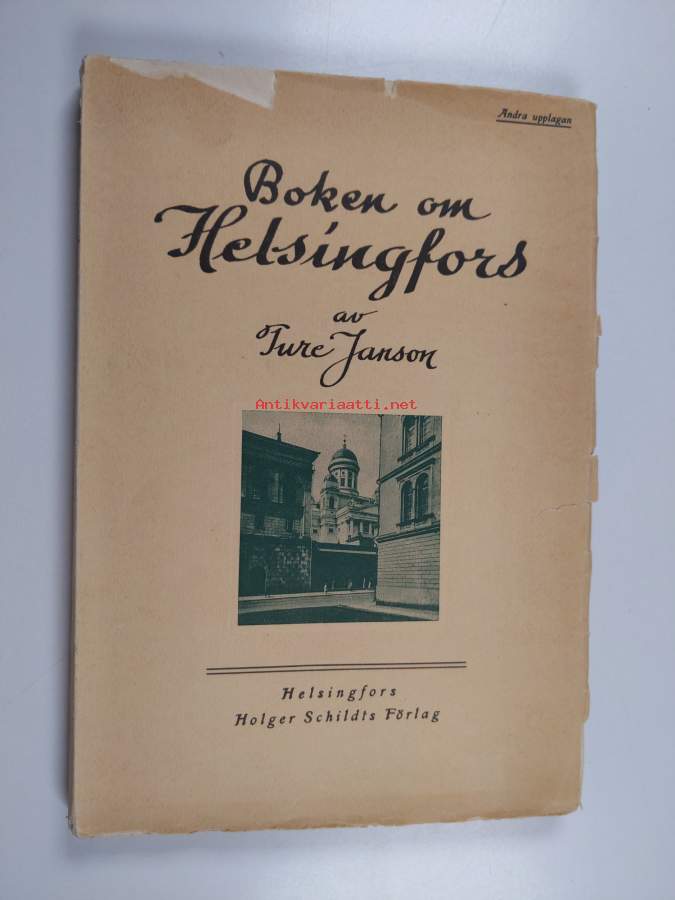 Andra upplagan
Boken om
Helsingfors
av
Ture Janson
Antikvariaatti.net
Helsingfors
Holger Schildts Förlag